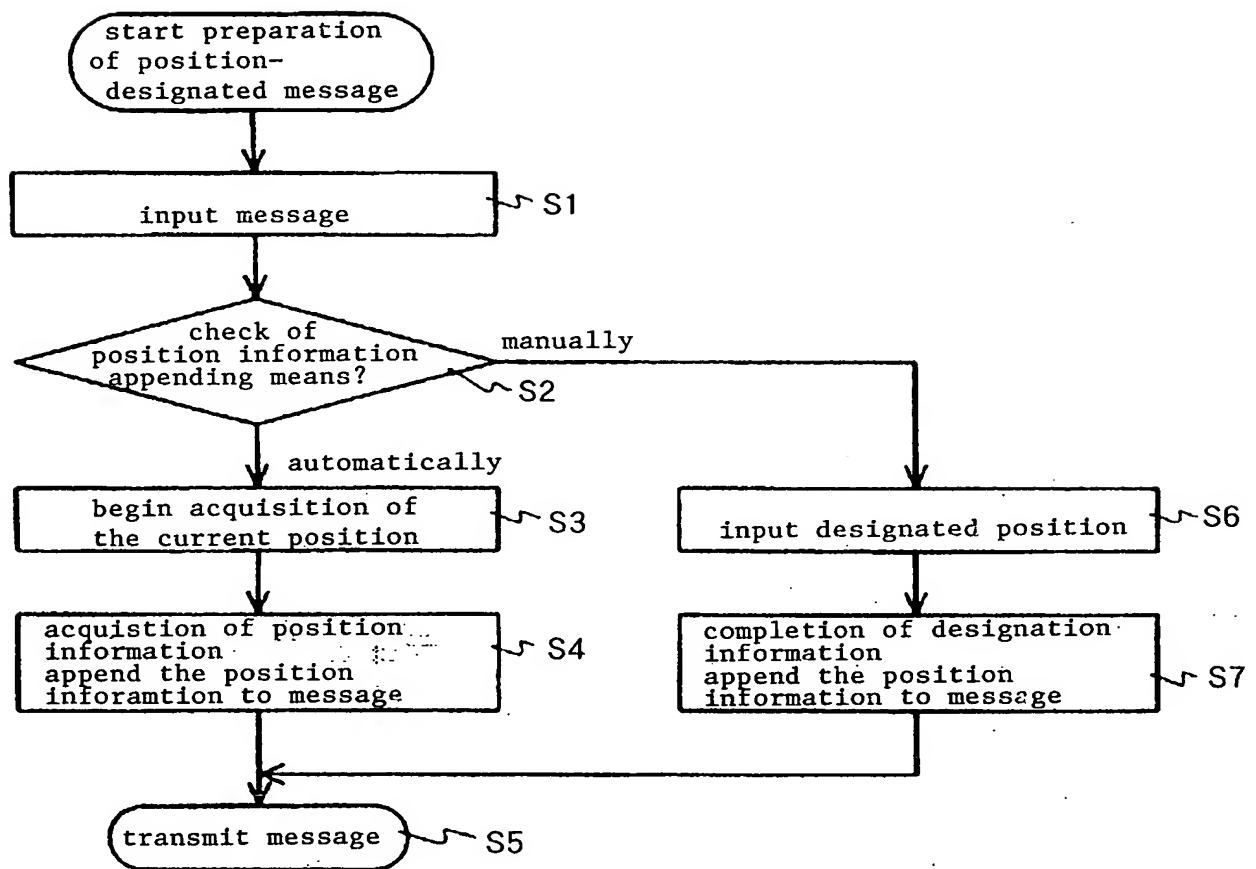 start preparation
of position-
designated message
input message
S1
check of
position information
appending means?
S2
manually
automatically
begin acquisition of
the current position
S3
input designated position
S6
acquistion of position
information
append the position
inforamtion to message
S4
completion of designation
information
append the position
information to message
S7
transmit message
S5